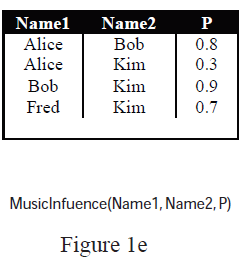 Name1 Name2 P
Alice Bob 0.8
Alice Kim 0.3
Bob Kim 0.9
Fred Kim 0.7
MusicInfuence(Name1, Name2, P)
Figure 1e